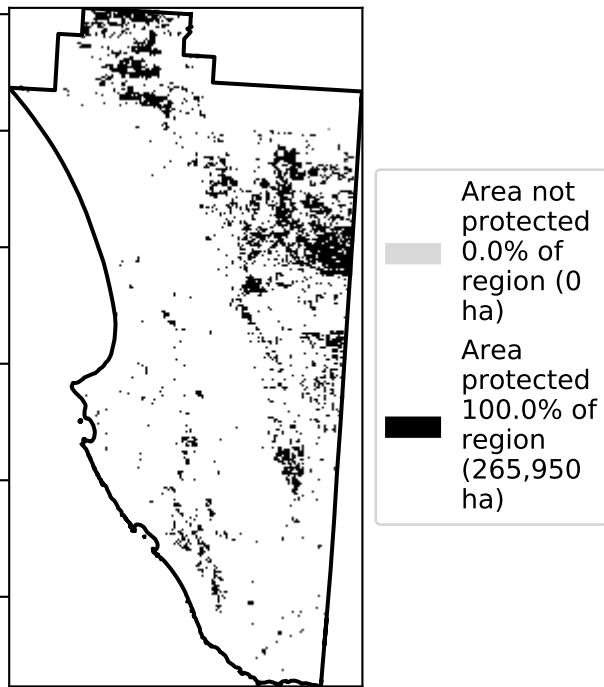 Area not
protected
0.0% of
region (0
ha)
Area
protected
100.0% of
region
(265,950
ha)